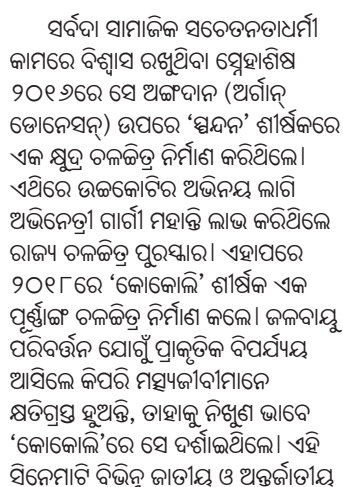 ସର୍ବଦା ସାମାଜିକ ସଚେତନତାଧର୍ମୀ
କାମରେ ବିଶ୍ୱାସ ରଖୁଥିବା ସ୍ନେହାଶିଷ
୨୦୧୬ରେ ସେ ଅଙ୍ଗଦାନ (ଅର୍ଗାନ୍
ଡୋନେସନ୍) ଉପରେ ‘ସ୍ପନ୍ଦନ’ ଶୀର୍ଷକରେ
ଏକ କ୍ଷୁଦ୍ର ଚଳଚ୍ଚିତ୍ର ନିର୍ମାଣ କରିଥିଲେ।
ଏଥିରେ ଉଚ୍ଚକୋଟିର ଅଭିନୟ ଲାଗି
ଅଭିନେତ୍ରୀ ଗାର୍ଗୀ ମହାନ୍ତି ଲାଭ କରିଥିଲେ
ରାଜ୍ୟ ଚଳଚ୍ଚିତ୍ର ପୁରସ୍କାର। ଏହାପରେ
୨୦୧୮ରେ ‘କୋକୋଲି’ ଶୀର୍ଷକ ଏକ
ପୂର୍ଣ୍ଣାଙ୍ଗ ଚଳଚ୍ଚିତ୍ର ନିର୍ମାଣ କଲେ। ଜଳବାୟୁ
ପରିବର୍ତ୍ତନ ଯୋଗୁଁ ପ୍ରାକୃତିକ ବିପର୍ଯ୍ୟୟ
ଆସିଲେ କିପରି ମତ୍ସ୍ୟଜୀବୀମାନେ
କ୍ଷତିଗ୍ରସ୍ତ ହୁଅନ୍ତି, ତାହାକୁ ନିଖୁଣ ଭାବେ
‘କୋକୋଲି’ରେ ସେ ଦର୍ଶାଇଥିଲେ। ଏହି
ସିନେମାଟି ବିଭିନ୍ନ ଜାତୀୟ ଓ ଅନ୍ତର୍ଜାତୀୟ